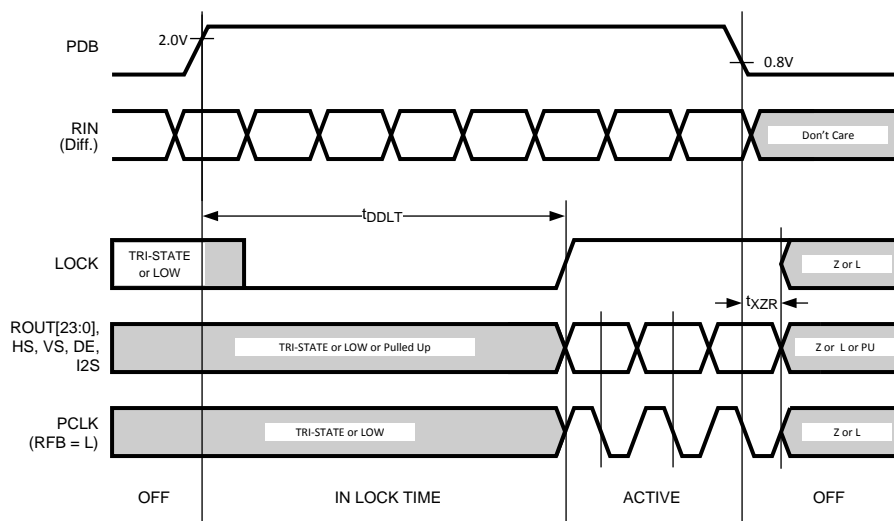 PDB
2.0V
0.8V
RIN
(Diff.)
Don't Care
tDDLT
LOCK
TRI-STATE
or LOW
Z or L
tXZR
ROUT[23:0],
HS, VS, DE,
I2S
TRI-STATE or LOW or Pulled Up
Z or L or PU
PCLK
(RFB = L)
TRI-STATE or LOW
Z or L
OFF
IN LOCK TIME
ACTIVE
OFF